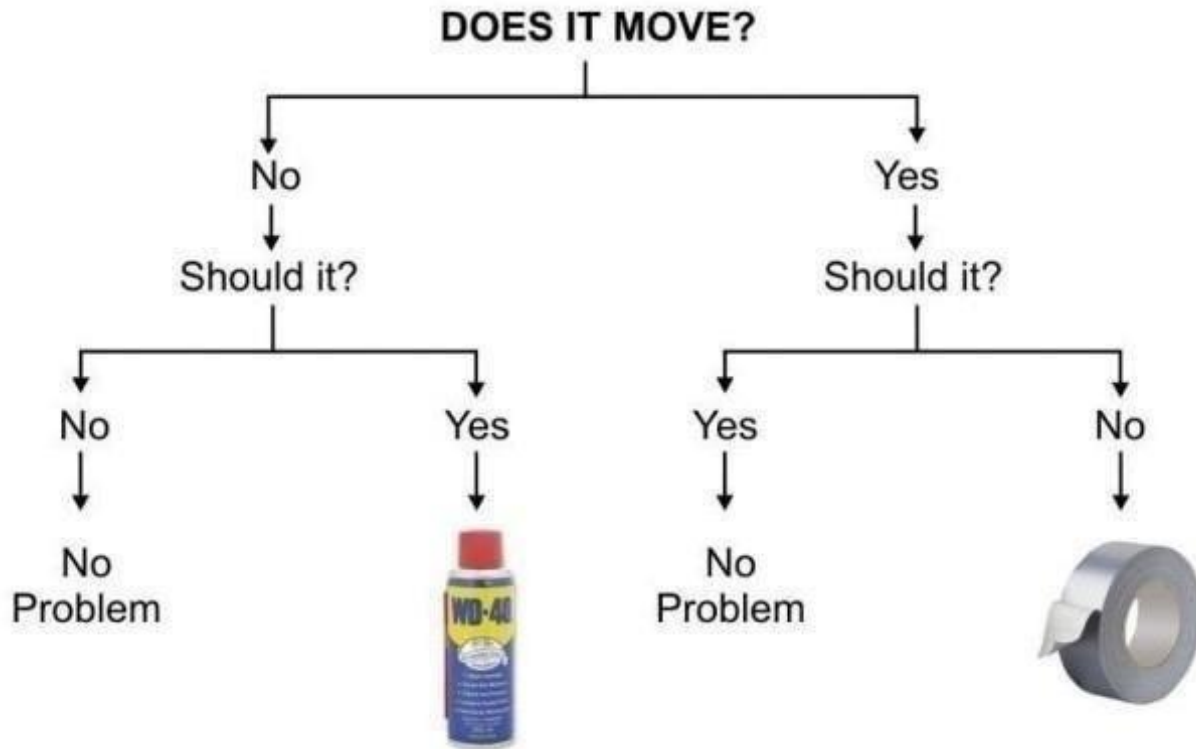 DOES IT MOVE?
No
Yes
Should it?
Should it?
No
Yes
Yes
No
No
Problem
WD-40
No
Problem